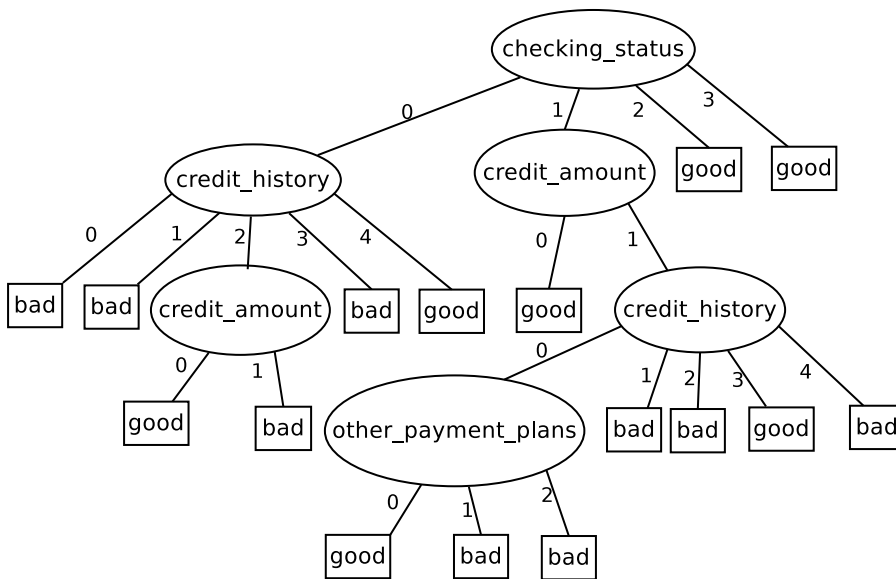 checking_status
0
1
2
3
credit_history
credit_amount
good
good
0
1
2
3
4
0
1
bad
bad
credit_amount
bad
good
good
credit_history
0
1
0
1
2
3
4
good
bad
other_payment_plans
bad
bad
good
bad
0
1
2
good
bad
bad